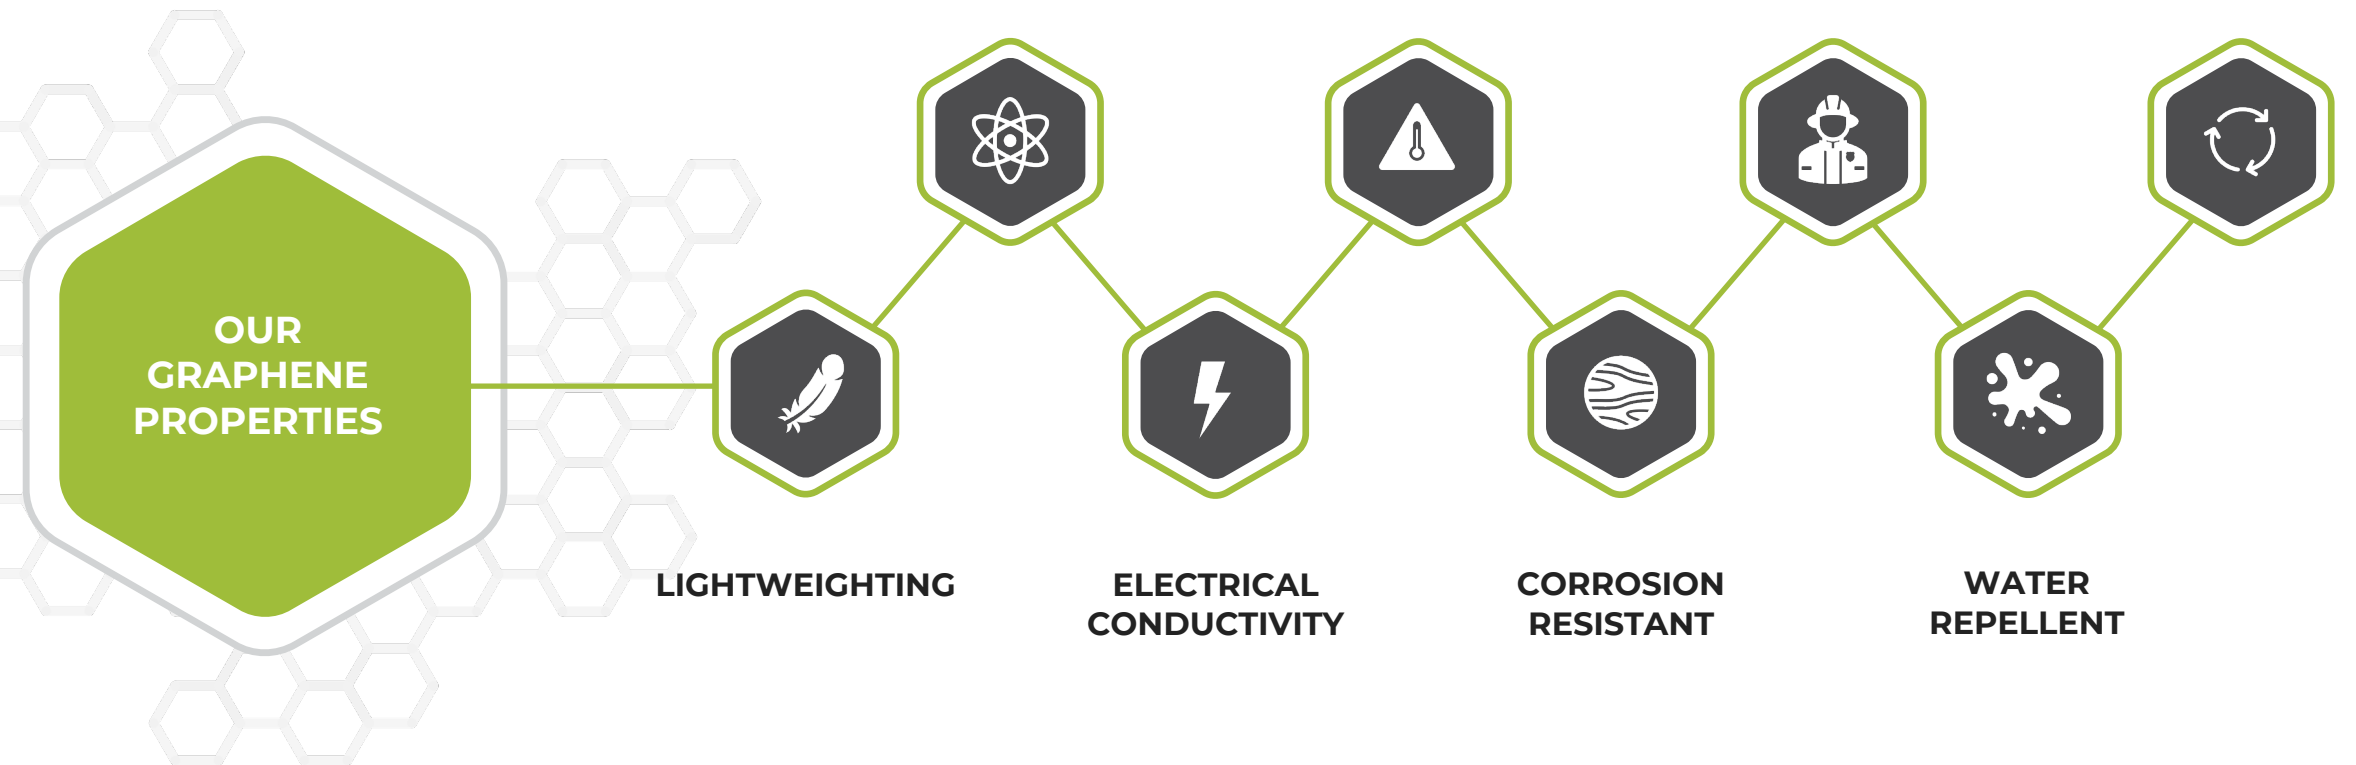 OUR
GRAPHENE
PROPERTIES
LIGHTWEIGHTING
ELECTRICAL
CONDUCTIVITY
CORROSION
RESISTANT
WATER
REPELLENT